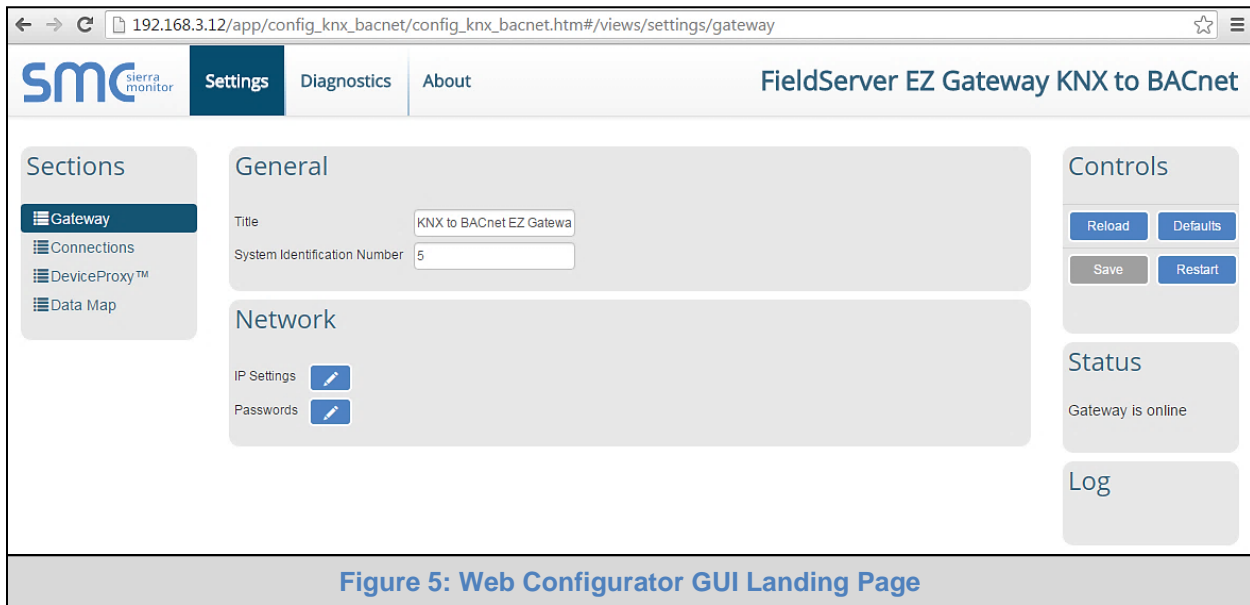 192.168.3.12/app/config_knx_bacnet/config_knx_bacnet.htm#/views/settings/gateway
smc sierra monitor
Settings
Diagnostics
About
FieldServer EZ Gateway KNX to BACnet
Sections
Gateway
Connections
DeviceProxy™
Data Map
General
Title
KNX to BACnet EZ Gatewa
System Identification Number
5
Network
IP Settings
Passwords
Controls
Reload
Defaults
Save
Restart
Status
Gateway is online
Log
Figure 5: Web Configurator GUI Landing Page